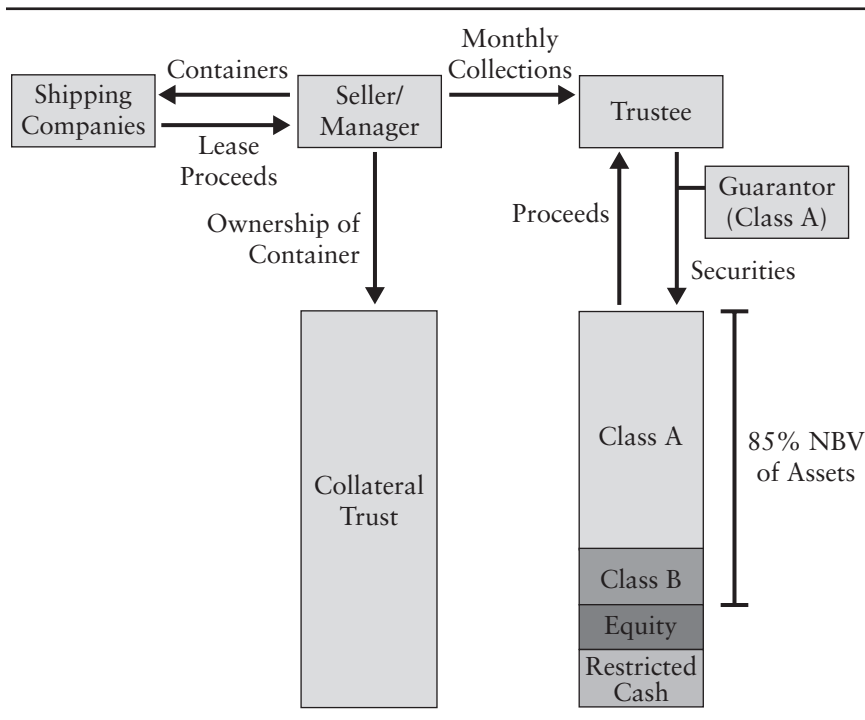 Shipping
Companies
Containers
Lease
Proceeds
Seller/
Manager
Monthly
Collections
Trustee
Guarantor
(Class A)
Ownership of
Container
Proceeds
Securities
Collateral
Trust
Class A
Class B
Equity
Restricted
Cash
85% NBV
of Assets